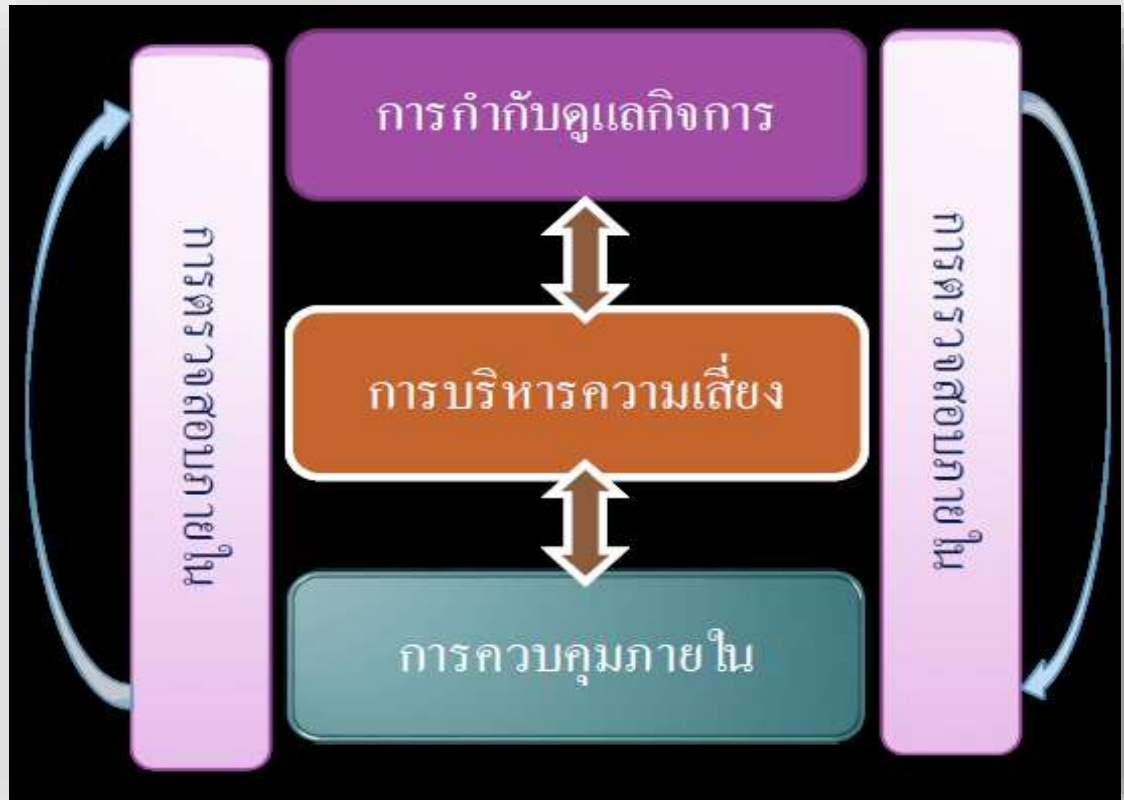 การกำกับดูแลกิจการ
การตรวจสอบภายใน
การบริหารความเสี่ยง
การตรวจสอบภายใน
การควบคุมภายใน